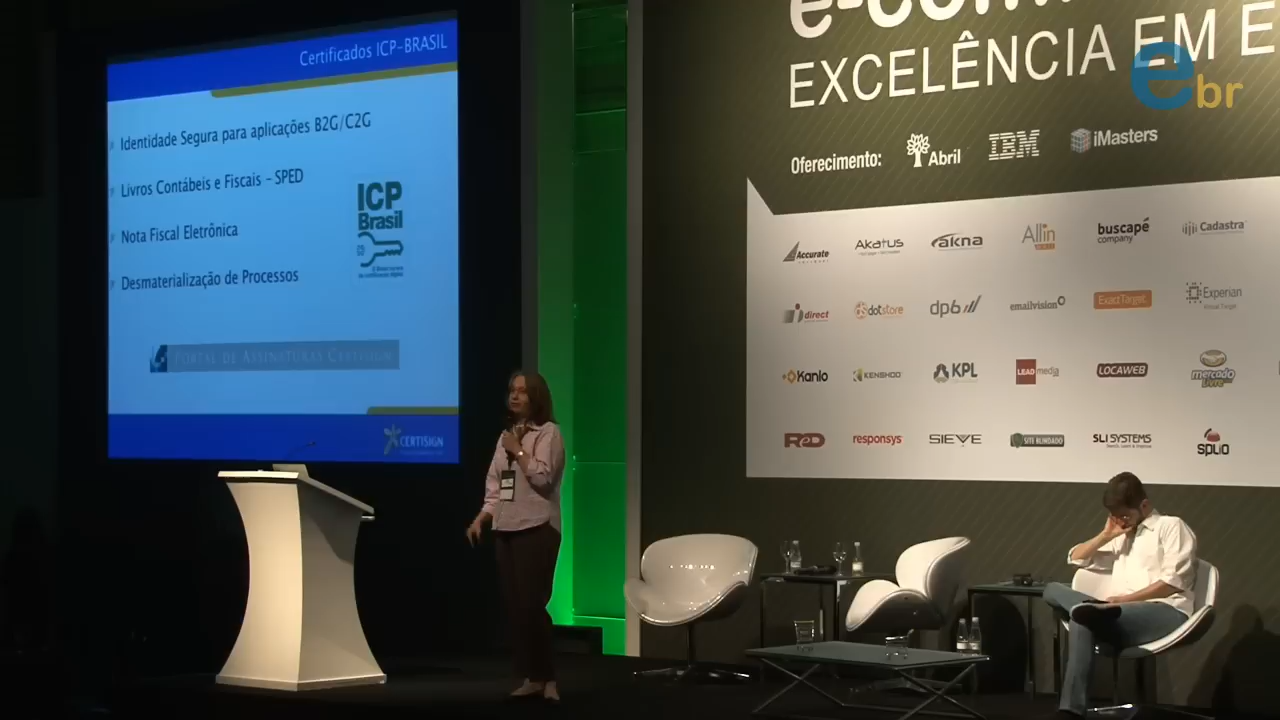 Certificados ICP-BRASIL
Identidade Segura para aplicações B2G/C2G
Livros Contábeis e Fiscais - SPED
Nota Fiscal Eletrônica
Desmaterialização de Processos
ICP
Brasil
PORTAL DE ASSINATURAS CERTISIGN
CERTISIGN
EXCELÊNCIA EM E
ebr
Oferecimento:
Abril
IBM
iMasters
Accurate
AKATUS
akna
Allin
buscapé
company
Cadastra
direct
dotstore
dp6
emailvision
ExactTarget
Experian
Kanlo
KENSHOO
KPL
LEAD media
LOCAWEB
mercado
livre
ReD
responsys
SIEVE
SITE BLINDADO
SLI SYSTEMS
splio